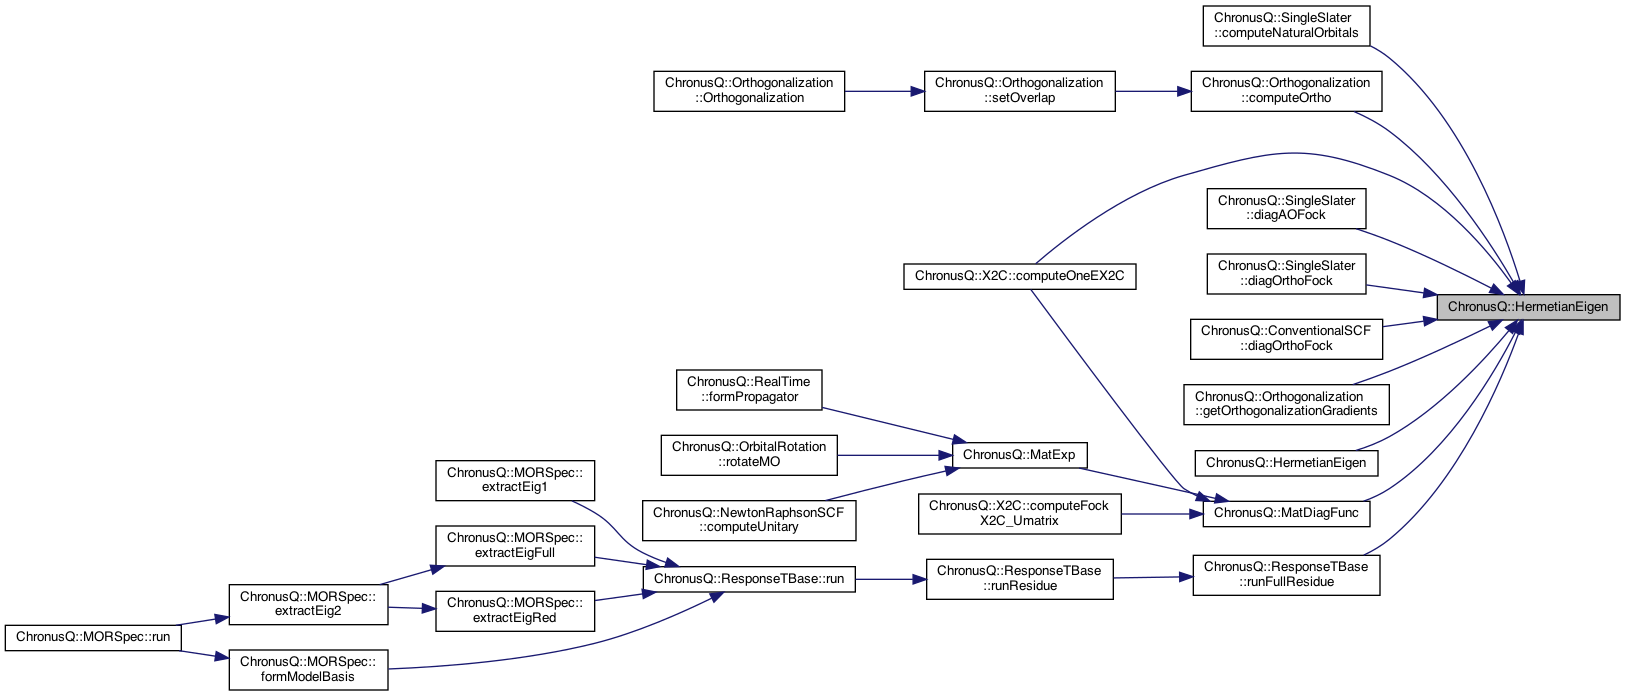 ChronusQ::SingleSlater
::computeNaturalOrbitals
ChronusQ::Orthogonalization
::Orthogonalization
ChronusQ::Orthogonalization
::setOverlap
ChronusQ::Orthogonalization
::computeOrtho
ChronusQ::SingleSlater
::diagAOFock
ChronusQ::X2C::computeOneEX2C
ChronusQ::SingleSlater
::diagOrthoFock
ChronusQ::HermetianEigen
ChronusQ::ConventionalSCF
::diagOrthoFock
ChronusQ::RealTime
::formPropagator
ChronusQ::Orthogonalization
::getOrthogonalizationGradients
ChronusQ::OrbitalRotation
::rotateMO
ChronusQ::MatExp
ChronusQ::HermetianEigen
ChronusQ::MORSpec::
extractEig1
ChronusQ::NewtonRaphsonSCF
::computeUnitary
ChronusQ::X2C::computeFock
X2C_Umatrix
ChronusQ::MatDiagFunc
ChronusQ::MORSpec::
extractEigFull
ChronusQ::ResponseTBase::run
ChronusQ::ResponseTBase
::runResidue
ChronusQ::ResponseTBase
::runFullResidue
ChronusQ::MORSpec::
extractEig2
ChronusQ::MORSpec::
extractEigRed
ChronusQ::MORSpec::run
ChronusQ::MORSpec::
formModelBasis